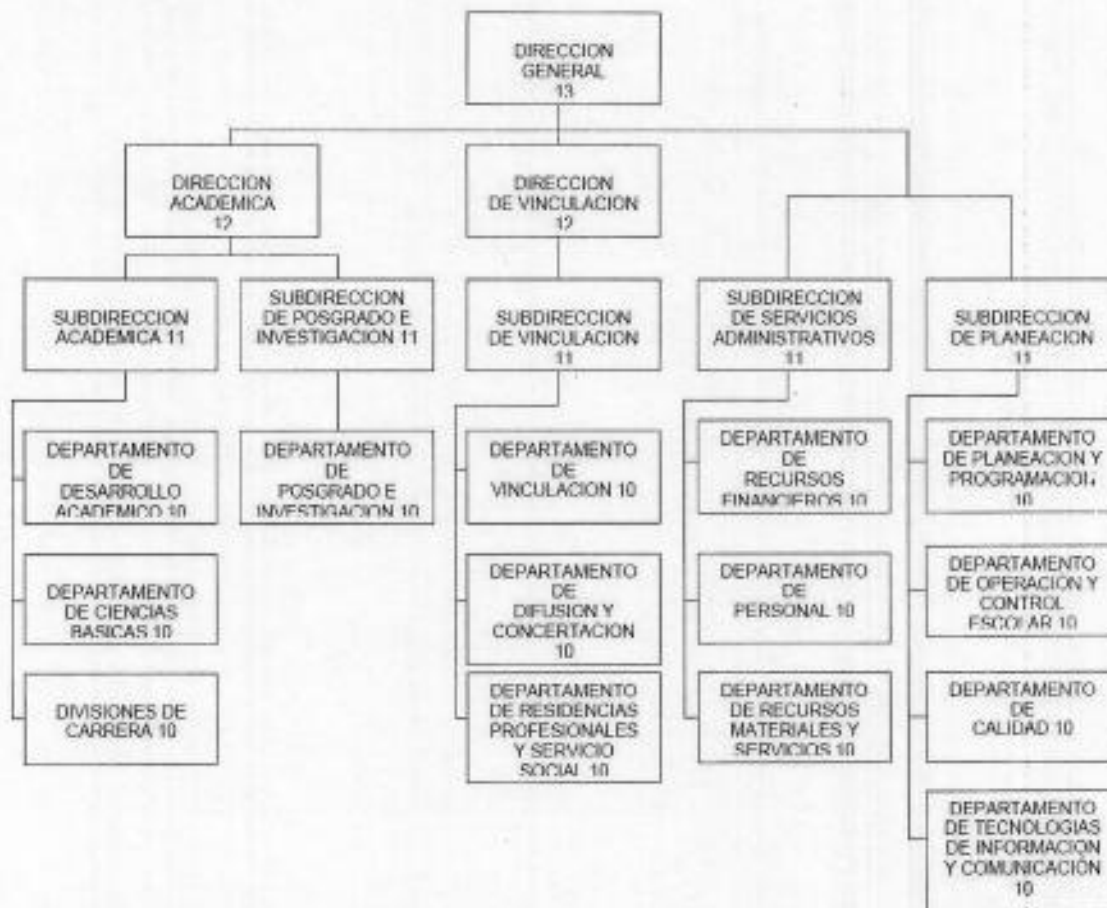 DIRECCION
GENERAL
13
DIRECCION
ACADEMICA
12
DIRECCION
DE VINCULACION
12
SUBDIRECCION
ACADEMICA 11
SUBDIRECCION
DE POSGRADO E
INVESTIGACION 11
SUBDIRECCION
DE VINCULACION
11
SUBDIRECCION
DE SERVICIOS
ADMINISTRATIVOS
11
SUBDIRECCION
DE PLANEACION
11
DEPARTAMENTO
DE
DESARROLLO
ACADEMICO 10
DEPARTAMENTO
DE
POSGRADO E
INVESTIGACION 10
DEPARTAMENTO
DE
VINCULACION 10
DEPARTAMENTO
DE
RECURSOS
FINANCIEROS 10
DEPARTAMENTO
DE PLANEACION Y
PROGRAMACION
10
DEPARTAMENTO
DE CIENCIAS
BASICAS 10
DEPARTAMENTO
DE
DIFUSION Y
CONCERTACION
10
DEPARTAMENTO
DE
PERSONAL 10
DEPARTAMENTO
DE OPERACION Y
CONTROL
ESCOLAR 10
DIVISIONES DE
CARRERA 10
DEPARTAMENTO
DE RESIDENCIAS
PROFESIONALES
Y SERVICIO
SOCIAL 10
DEPARTAMENTO
DE RECURSOS
MATERIALES Y
SERVICIOS 10
DEPARTAMENTO
DE
CALIDAD 10
DEPARTAMENTO
DE TECNOLOGIAS
DE INFORMACION
Y COMUNICACIÓN
10